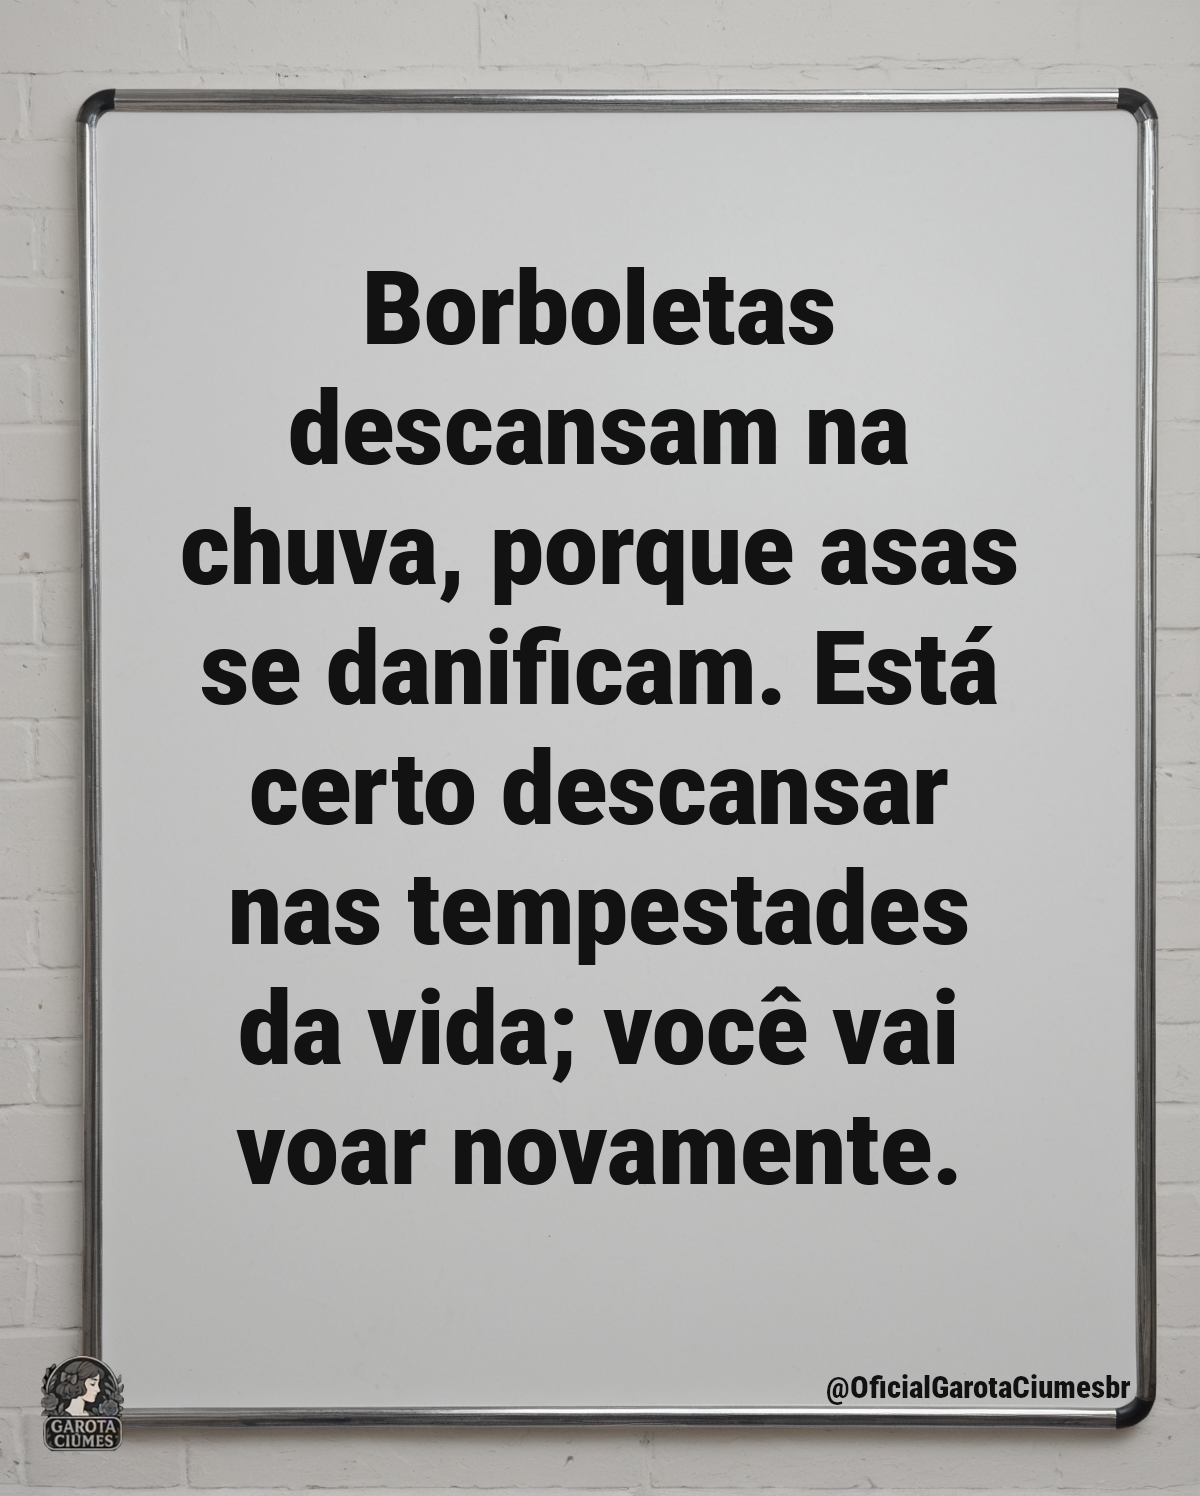 Borboletas
descansam na
chuva, porque asas
se danificam. Está
certo descansar
nas tempestades
da vida; você vai
voar novamente.
@OficialGarotaCiumesbr
GAROTA
CIÚMES